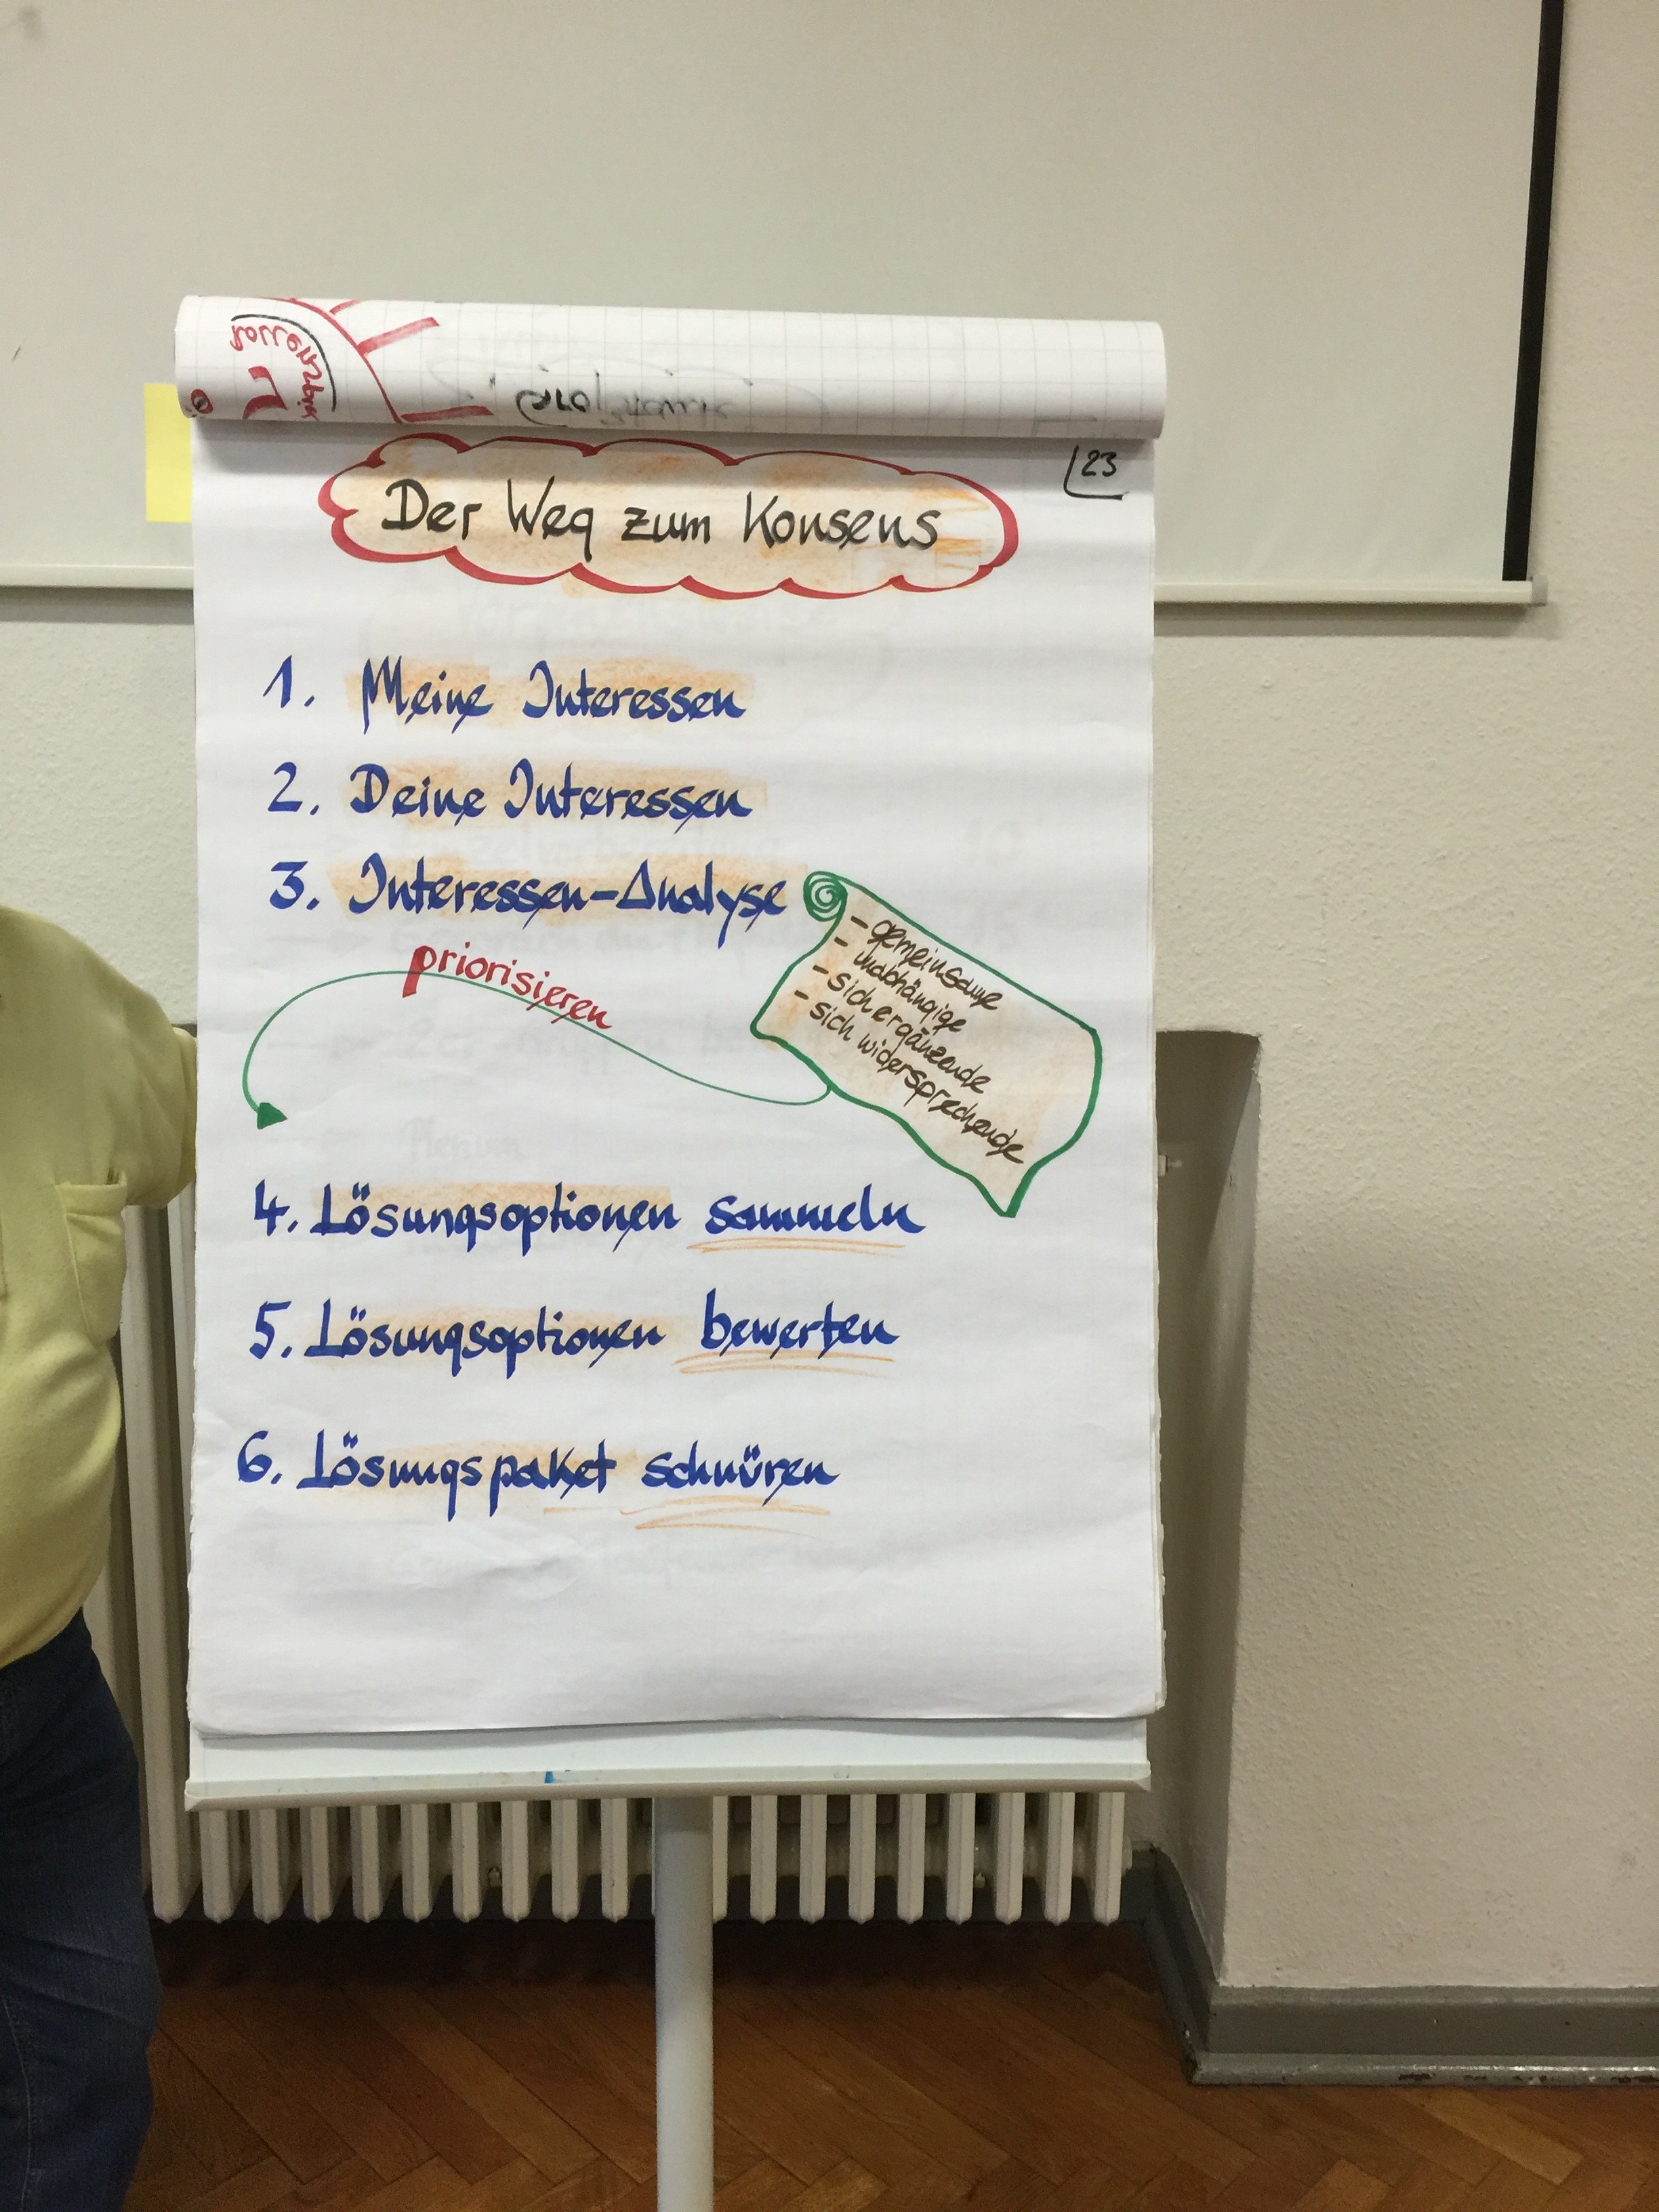 23
Der Weg zum Konsens
1. Meine Interessen
2. Deine Interessen
3. Interessen-Analyse
- gemeinsame
- unabhängige
- sich ergänzende
- sich widersprechende
priorisieren
4. Lösungsoptionen sammeln
5. Lösungsoptionen bewerten
6. Lösungspaket schnüren